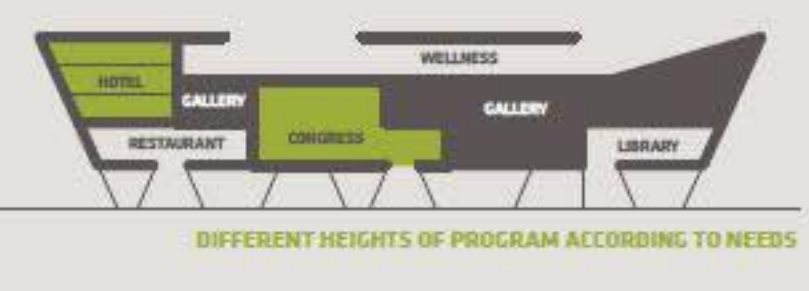 WELLNESS
HOTEL
GALLERY
GALLERY
RESTAURANT
CONGRESS
LIBRARY
DIFFERENT HEIGHTS OF PROGRAM ACCORDING TO NEEDS